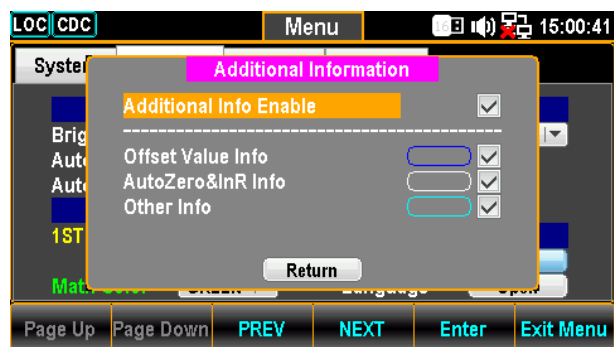 LOC CDC Menu 15:00:41
Additional Information
Additional Info Enable
Offset Value Info
AutoZero&InR Info
Other Info
1ST
Return
Page Up Page Down PREV NEXT Enter Exit Menu